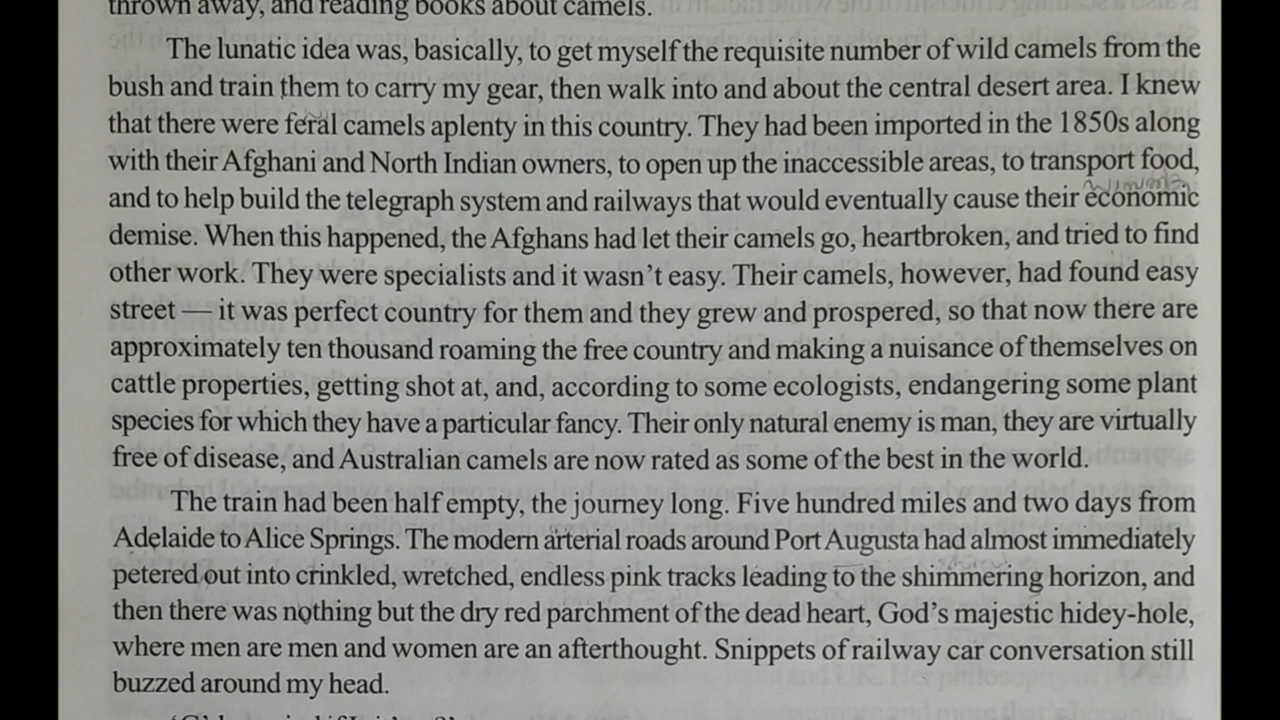 thrown away, and reading books about camels.
The lunatic idea was, basically, to get myself the requisite number of wild camels from the
bush and train them to carry my gear, then walk into and about the central desert area. I knew
that there were feral camels aplenty in this country. They had been imported in the 1850s along
with their Afghani and North Indian owners, to open up the inaccessible areas, to transport food,
and to help build the telegraph system and railways that would eventually cause their economic
demise. When this happened, the Afghans had let their camels go, heartbroken, and tried to find
other work. They were specialists and it wasn't easy. Their camels, however, had found easy
street — it was perfect country for them and they grew and prospered, so that now there are
approximately ten thousand roaming the free country and making a nuisance of themselves on
cattle properties, getting shot at, and, according to some ecologists, endangering some plant
species for which they have a particular fancy. Their only natural enemy is man, they are virtually
free of disease, and Australian camels are now rated as some of the best in the world.
The train had been half empty, the journey long. Five hundred miles and two days from
Adelaide to Alice Springs. The modern arterial roads around Port Augusta had almost immediately
petered out into crinkled, wretched, endless pink tracks leading to the shimmering horizon, and
then there was nothing but the dry red parchment of the dead heart, God's majestic hidey-hole,
where men are men and women are an afterthought. Snippets of railway car conversation still
buzzed around my head.